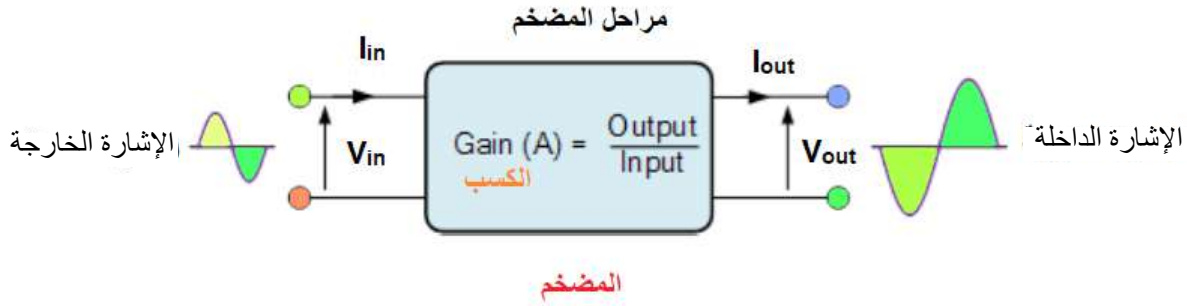 مراحل المضخم
Iin
Iout
الإشارة الخارجة
Vin
Gain (A) = Output
Input
الكسب
Vout
الإشارة الداخلة
المضخم